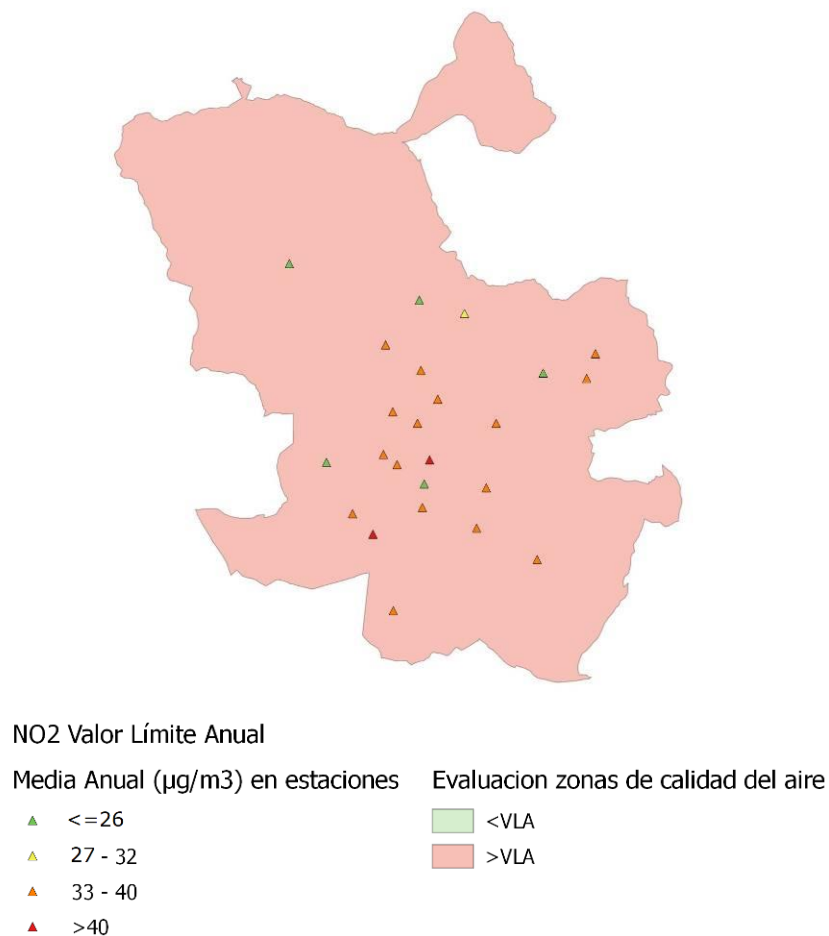 NO2 Valor Límite Anual
Media Anual (µg/m3) en estaciones
<=26
27 - 32
33 - 40
>40
Evaluacion zonas de calidad del aire
<VLA
>VLA